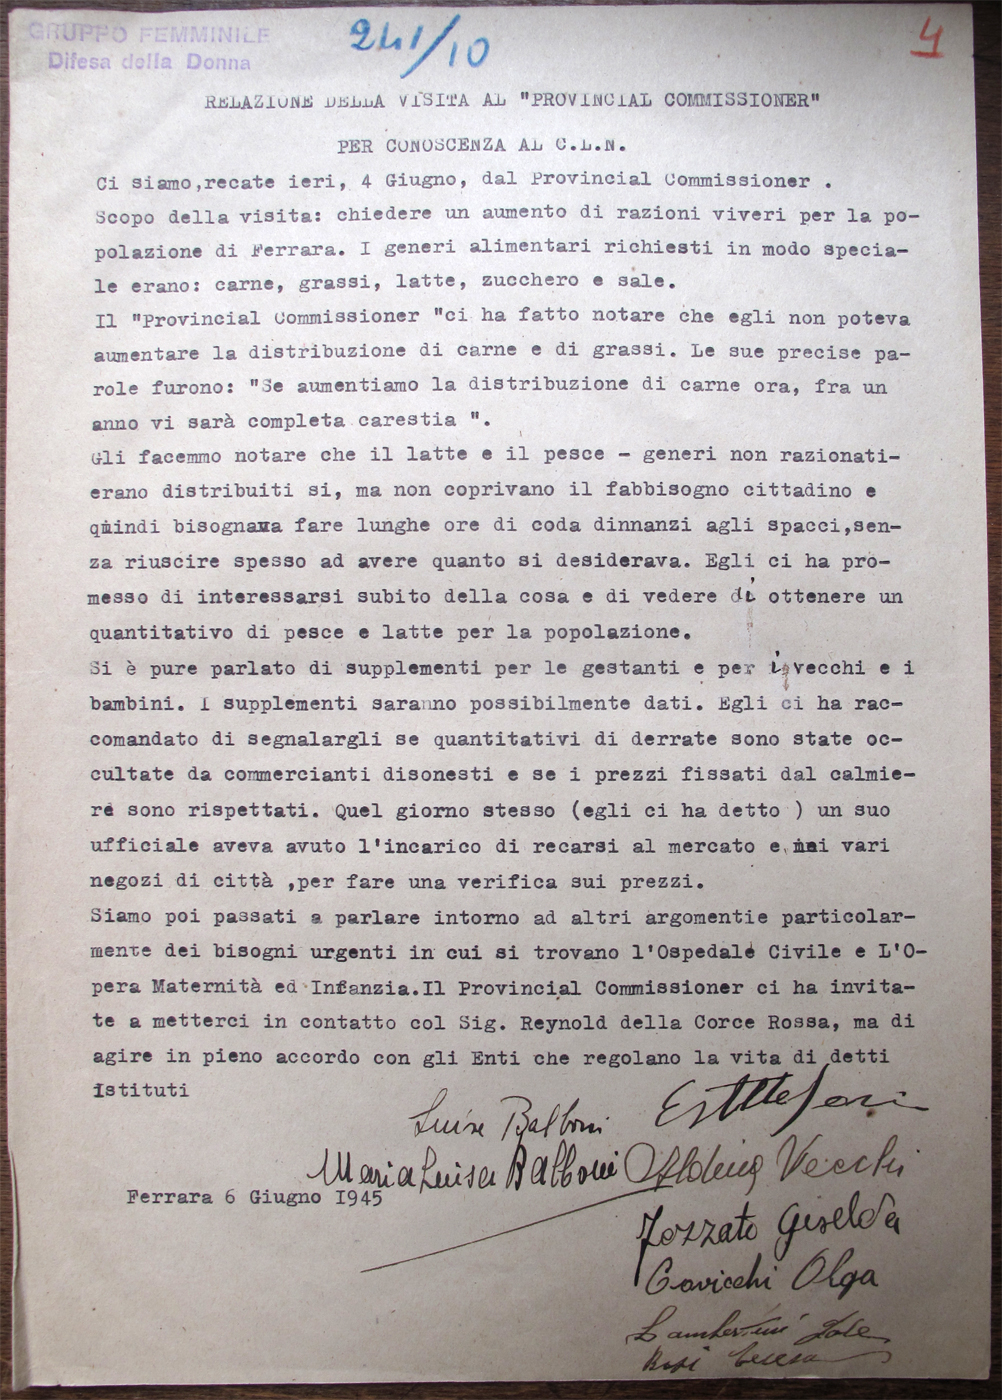 GRUPPO FEMMINILE
Difesa della Donna
241/10
4
RELAZIONE DELLA VISITA AL "PROVINCIAL COMMISSIONER"
PER CONOSCENZA AL C.L.N.
Ci siamo,recate ieri, 4 Giugno, dal Provincial Commissioner .
Scopo della visita: chiedere un aumento di razioni viveri per la po-
polazione di Ferrara. I generi alimentari richiesti in modo specia-
le erano: carne, grassi, latte, zucchero e sale.
Il "Provincial Commissioner "ci ha fatto notare che egli non poteva
aumentare la distribuzione di carne e di grassi. Le sue precise pa-
role furono: "Se aumentiamo la distribuzione di carne ora, fra un
anno vi sarà completa carestia ".
Gli facemmo notare che il latte e il pesce - generi non razionati-
erano distribuiti si, ma non coprivano il fabbisogno cittadino e
quindi bisognava fare lunghe ore di coda dinnanzi agli spacci,sen-
za riuscire spesso ad avere quanto si desiderava. Egli ci ha pro-
messo di interessarsi subito della cosa e di vedere di ottenere un
quantitativo di pesce e latte per la popolazione.
Si è pure parlato di supplementi per le gestanti e per i vecchi e i
bambini. I supplementi saranno possibilmente dati. Egli ci ha rac-
comandato di segnalargli se quantitativi di derrate sono state oc-
cultate da commercianti disonesti e se i prezzi fissati dal calmie-
re sono rispettati. Quel giorno stesso (egli ci ha detto ) un suo
ufficiale aveva avuto l'incarico di recarsi al mercato e nei vari
negozi di città ,per fare una verifica sui prezzi.
Siamo poi passati a parlare intorno ad altri argomentie particolar-
mente dei bisogni urgenti in cui si trovano l'Ospedale Civile e L'O-
pera Maternità ed Infanzia.Il Provincial Commissioner ci ha invita-
te a metterci in contatto col Sig. Reynold della Corce Rossa, ma di
agire in pieno accordo con gli Enti che regolano la vita di detti
Istituti
Luisa Balboni
Maria Luisa Balboni
Vecchi
Ferrara 6 Giugno I945
Giselda
Cavicchi Olga
Lambertini Iole